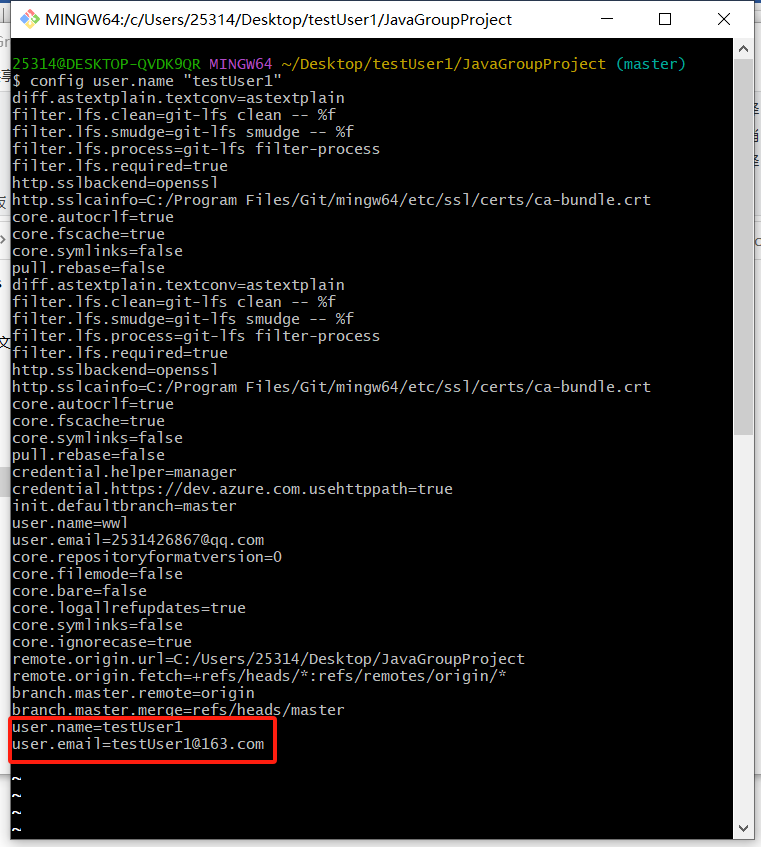 MINGW64:/c/Users/25314/Desktop/testUser1/JavaGroupProject
25314@DESKTOP-QVDK9QR MINGW64 ~/Desktop/testUser1/JavaGroupProject (master)
$ config user.name "testUser1"
diff.astextplain.textconv=astextplain
filter.lfs.clean=git-lfs clean -- %f
filter.lfs.smudge=git-lfs smudge -- %f
filter.lfs.process=git-lfs filter-process
filter.lfs.required=true
http.sslbackend=openssl
http.sslcainfo=C:/Program Files/Git/mingw64/etc/ssl/certs/ca-bundle.crt
core.autocrlf=true
core.fscache=true
core.symlinks=false
pull.rebase=false
diff.astextplain.textconv=astextplain
filter.lfs.clean=git-lfs clean -- %f
filter.lfs.smudge=git-lfs smudge -- %f
filter.lfs.process=git-lfs filter-process
filter.lfs.required=true
http.sslbackend=openssl
http.sslcainfo=C:/Program Files/Git/mingw64/etc/ssl/certs/ca-bundle.crt
core.autocrlf=true
core.fscache=true
core.symlinks=false
pull.rebase=false
credential.helper=manager
credential.https://dev.azure.com.usehttppath=true
init.defaultbranch=master
user.name=wwl
user.email=2531426867@qq.com
core.repositoryformatversion=0
core.filemode=false
core.bare=false
core.logallrefupdates=true
core.symlinks=false
core.ignorecase=true
remote.origin.url=C:/Users/25314/Desktop/JavaGroupProject
remote.origin.fetch=+refs/heads/*:refs/remotes/origin/*
branch.master.remote=origin
branch.master.merge=refs/heads/master
user.name=testUser1
user.email=testUser1@163.com
~
~
~
~